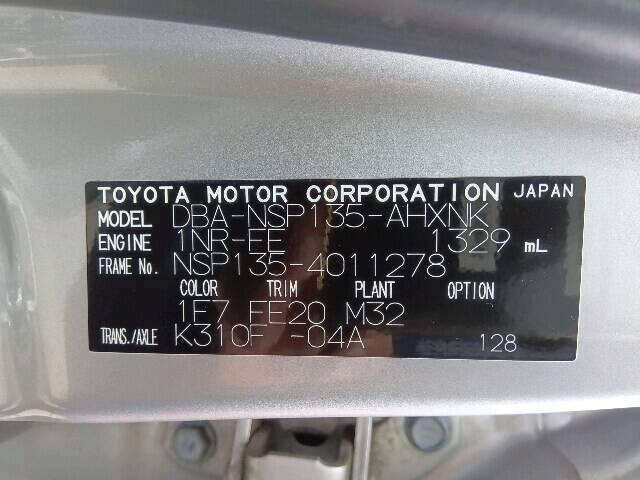 TOYOTA MOTOR CORPORATION JAPAN
MODEL DBA-NSP135-AHXNK
ENGINE 1NR-FE 1329 mL
FRAME No. NSP135-4011278
COLOR TRIM PLANT OPTION
1F7 FE20 M32
TRANS./AXLE K310F -04A 128